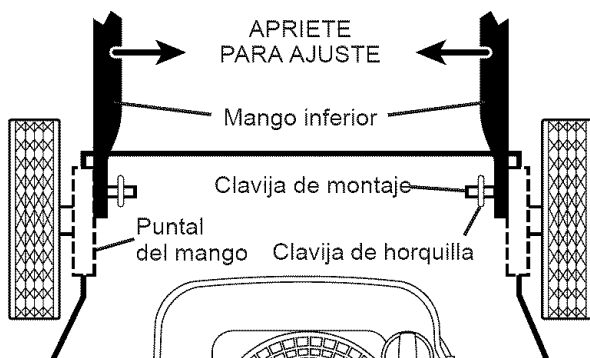 APRIETE
PARA AJUSTE
Mango inferior
Clavija de montaje
Puntal
del mango
Clavija de horquilla